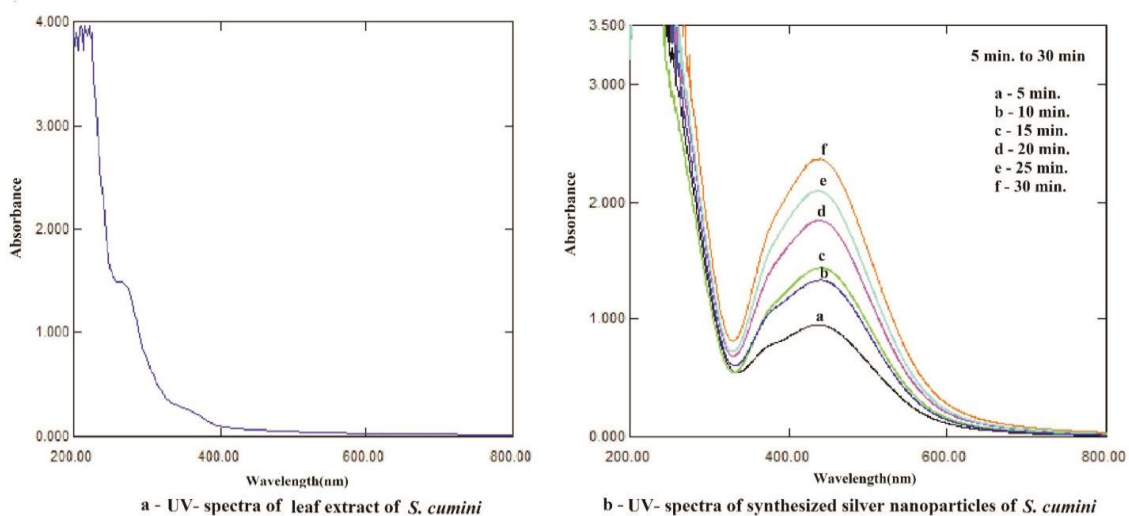 4.000
3.000
2.000
1.000
0.000
Absorbance
200.00 400.00 600.00 800.00
Wavelength(nm)
a - UV- spectra of leaf extract of S. cumini
3.500
3.000
2.000
1.000
0.000
Absorbance
5 min. to 30 min
a - 5 min.
b - 10 min.
c - 15 min.
d - 20 min.
e - 25 min.
f - 30 min.
f
e
d
c
b
a
200.00 400.00 600.00 800.00
Wavelength(nm)
b - UV- spectra of synthesized silver nanoparticles of S. cumini